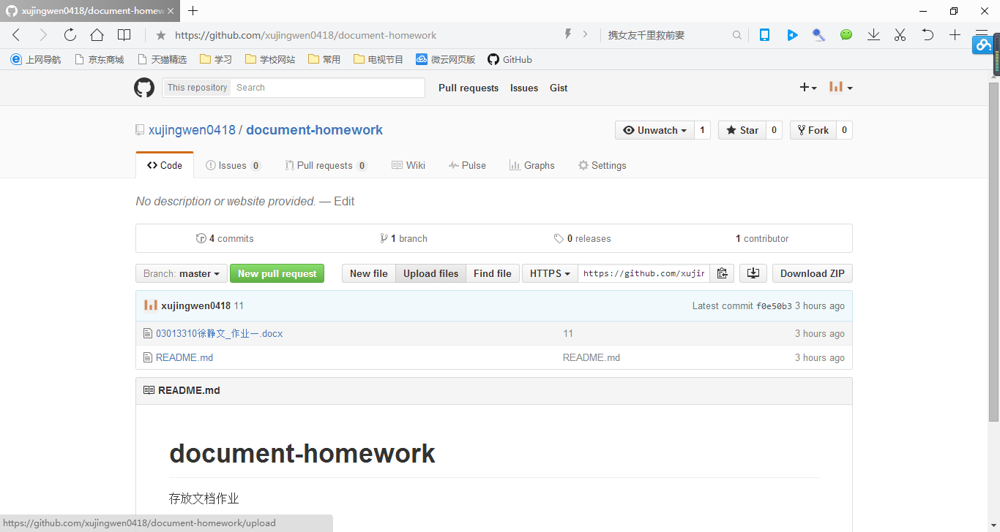 xujingwen0418/document-homew
https://github.com/xujingwen0418/document-homework
携女友千里救前妻
上网导航 京东商城 天猫精选 学习 学校网站 常用 电视节目 微云网页版 GitHub
This repository Search Pull requests Issues Gist
xujingwen0418 / document-homework Unwatch 1 Star 0 Fork 0
Code Issues 0 Pull requests 0 Wiki Pulse Graphs Settings
No description or website provided. — Edit
4 commits 1 branch 0 releases 1 contributor
Branch: master New pull request New file Upload files Find file HTTPS https://github.com/xujin Download ZIP
xujingwen0418 11 Latest commit f0e50b3 3 hours ago
03013310徐静文_作业一.docx 11 3 hours ago
README.md README.md 3 hours ago
README.md
document-homework
存放文档作业
https://github.com/xujingwen0418/document-homework/upload